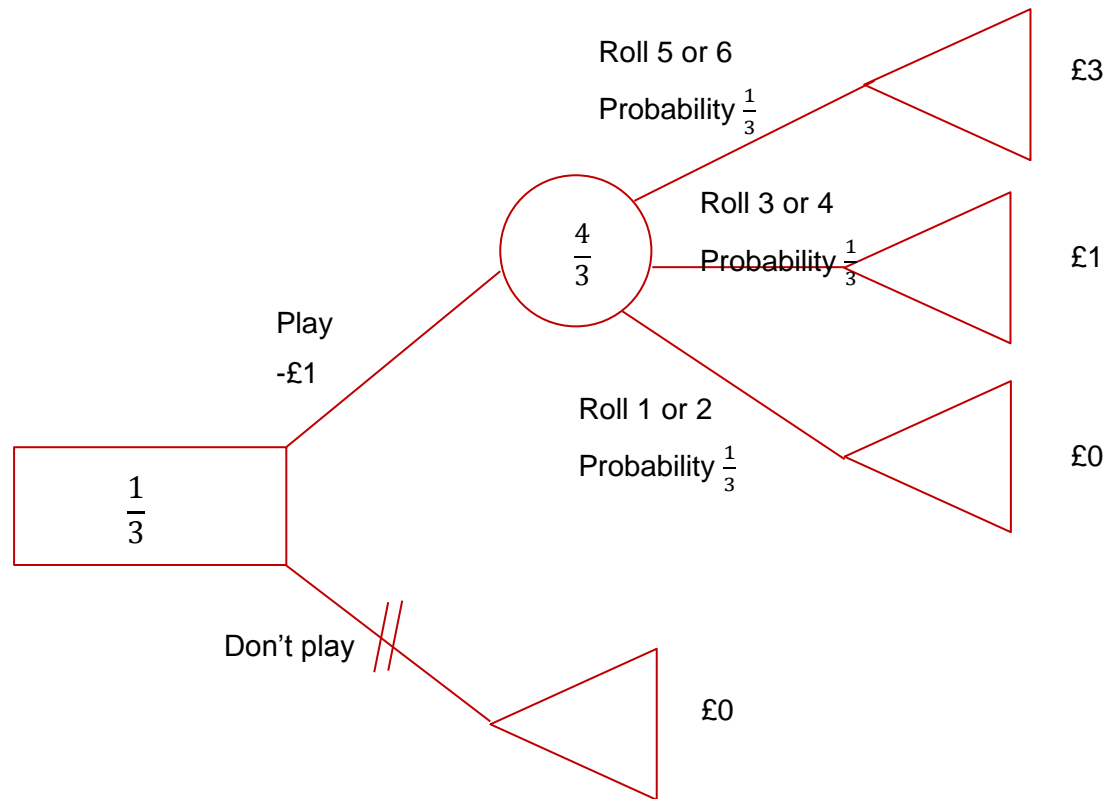 Roll 5 or 6
£3
Probability 1/3
Roll 3 or 4
4/3
Probability 1/3
£1
Play
-£1
Roll 1 or 2
£0
Probability 1/3
1/3
Don’t play
£0